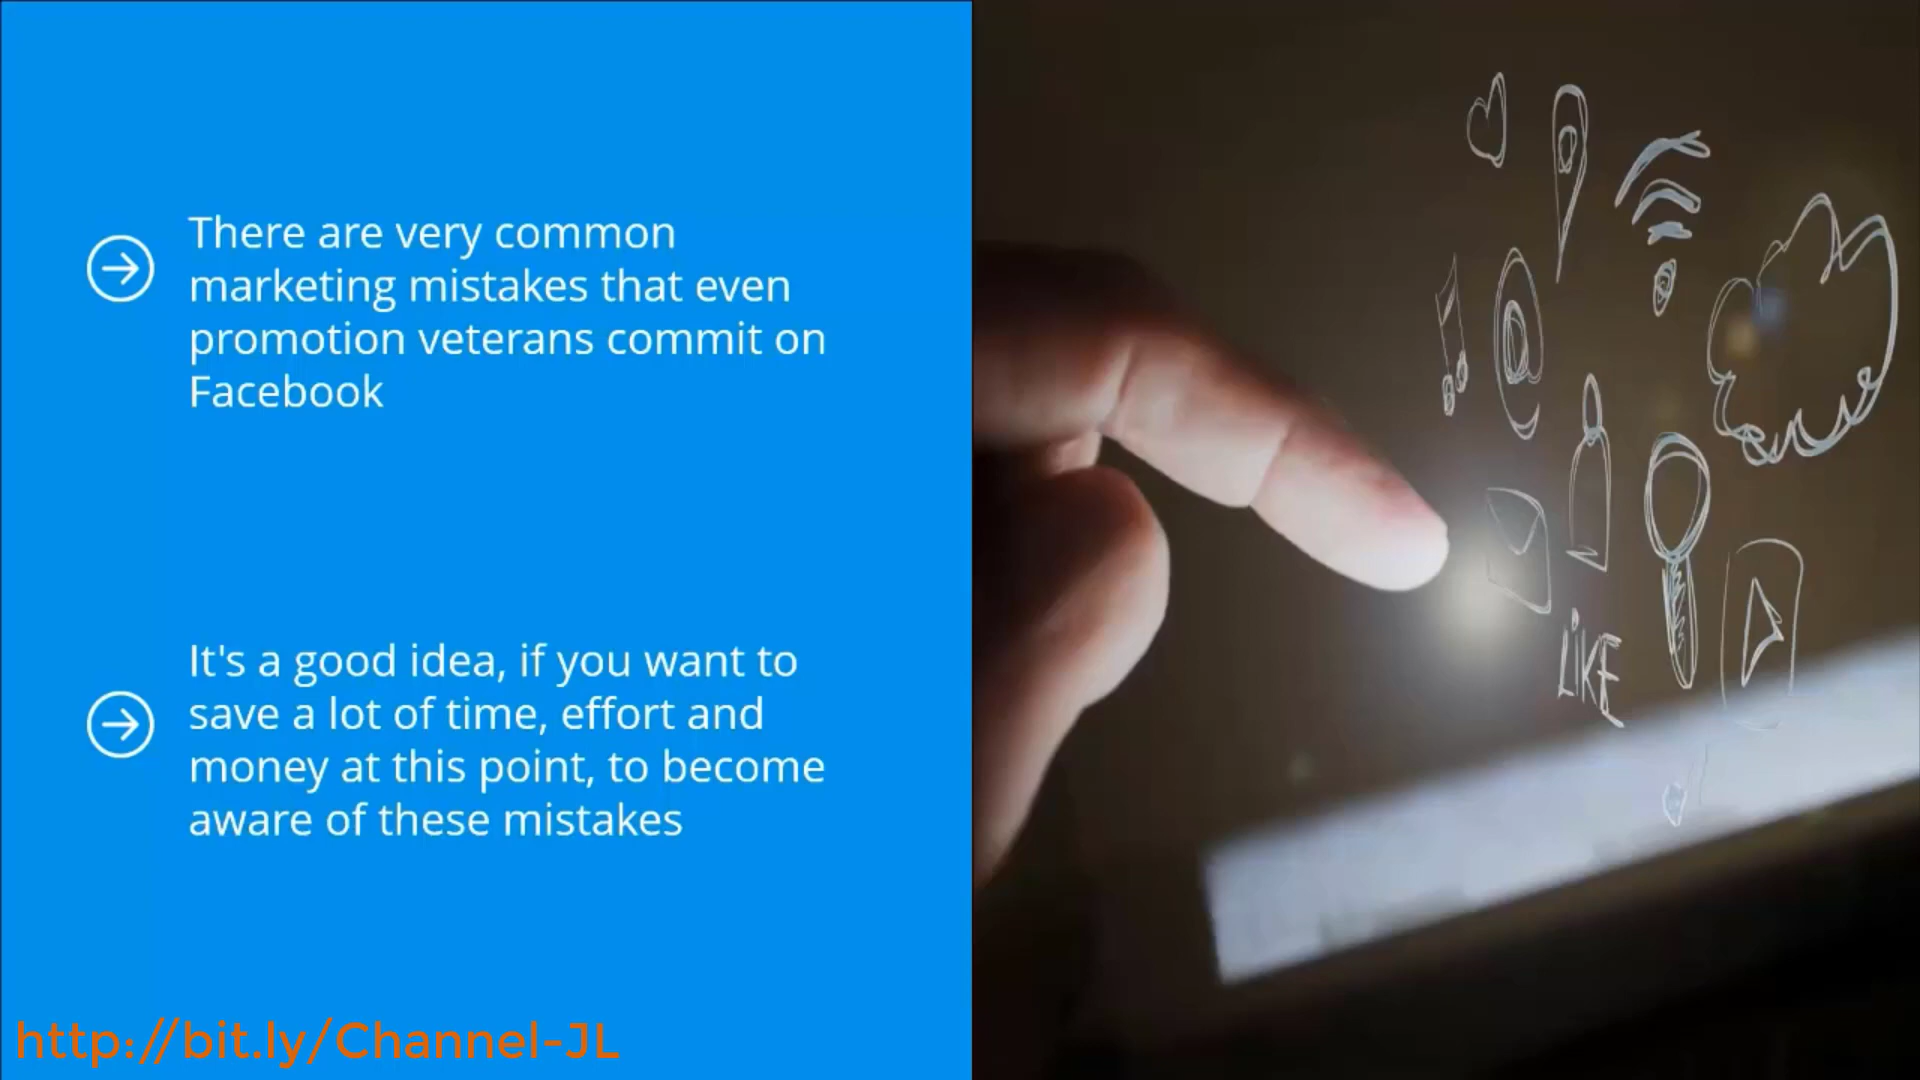 There are very common
marketing mistakes that even
promotion veterans commit on
Facebook
It's a good idea, if you want to
save a lot of time, effort and
money at this point, to become
aware of these mistakes
http://bit.ly/Channel-JL
@
LIKE